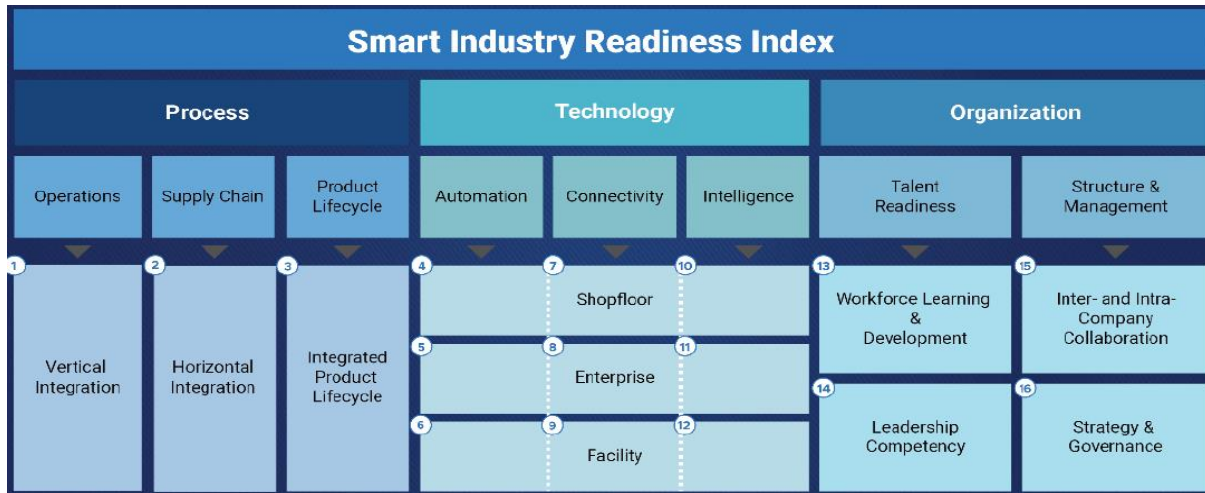 Smart Industry Readiness Index
Process
Technology
Organization
Operations
Supply Chain
Product
Lifecycle
Automation
Connectivity
Intelligence
Talent
Readiness
Structure &
Management
1
2
3
4
7
10
13
15
Vertical
Integration
Horizontal
Integration
Integrated
Product
Lifecycle
Shopfloor
5
8
11
Enterprise
6
9
12
Facility
Workforce Learning
&
Development
Inter- and Intra-
Company
Collaboration
14
16
Leadership
Competency
Strategy &
Governance